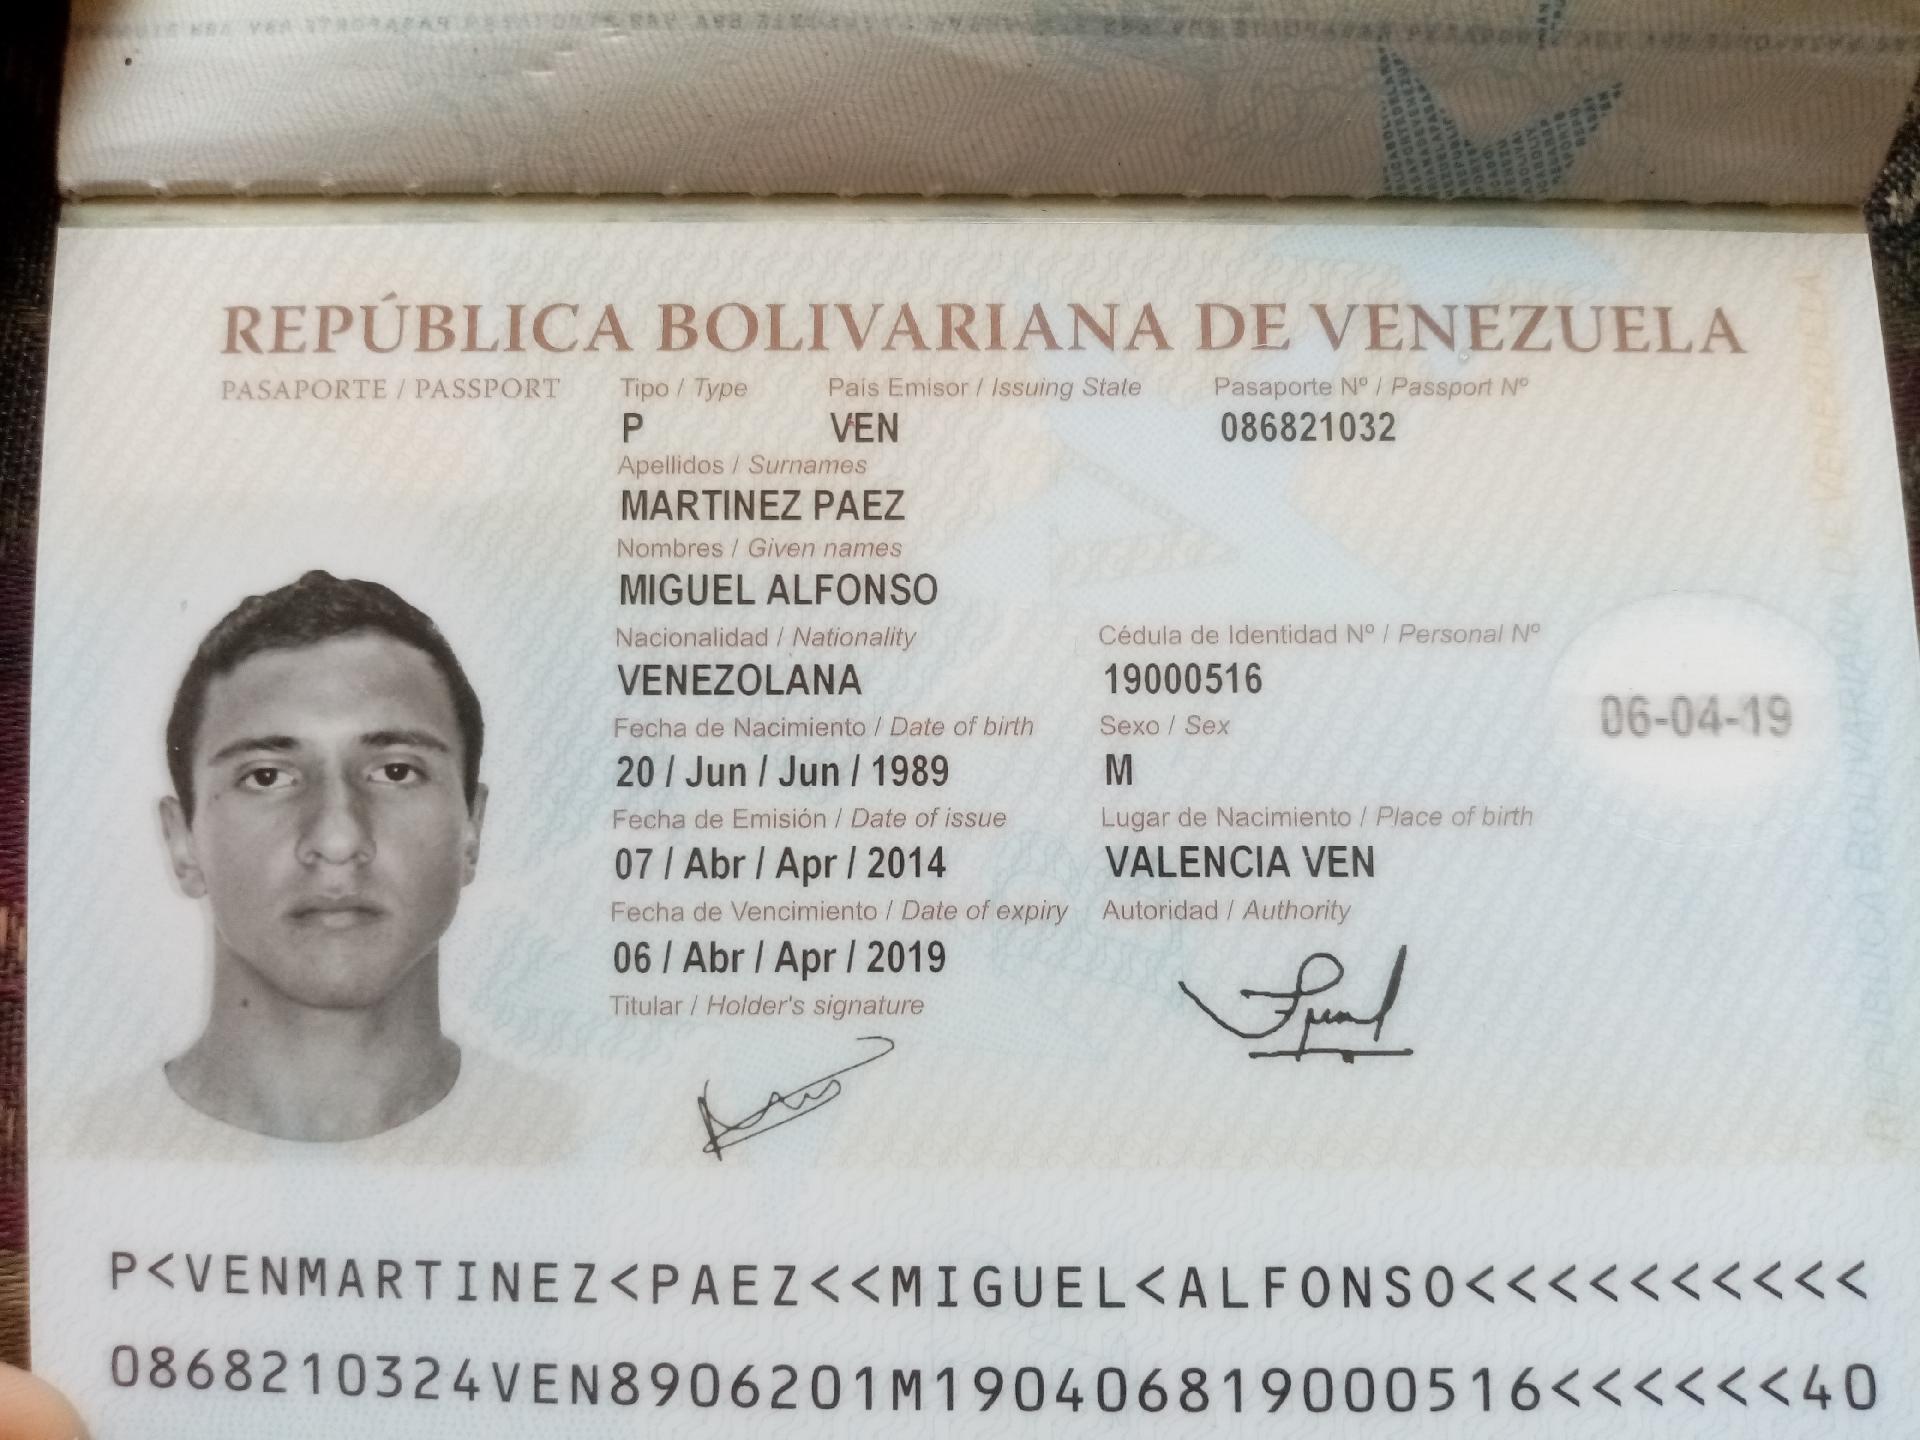 REPÚBLICA BOLIVARIANA DE VENEZUELA
PASAPORTE / PASSPORT
Tipo / Type País Emisor / Issuing State Pasaporte Nº / Passport Nº
P VEN 086821032
Apellidos / Surnames
MARTINEZ PAEZ
Nombres / Given names
MIGUEL ALFONSO
Nacionalidad / Nationality Cédula de Identidad Nº / Personal Nº
VENEZOLANA 19000516
Fecha de Nacimiento / Date of birth Sexo / Sex
20 / Jun / Jun / 1989 M
06-04-19
Fecha de Emisión / Date of issue Lugar de Nacimiento / Place of birth
07 / Abr / Apr / 2014 VALENCIA VEN
Fecha de Vencimiento / Date of expiry Autoridad / Authority
06 / Abr / Apr / 2019
Titular / Holder's signature
REPÚBLICA BOLIVARIANA DE VENEZUELA
P<VENMARTINEZ<PAEZ<<MIGUEL<ALFONSO<<<<<<<<<<
0868210324VEN8906201M190406819000516<<<<<<40